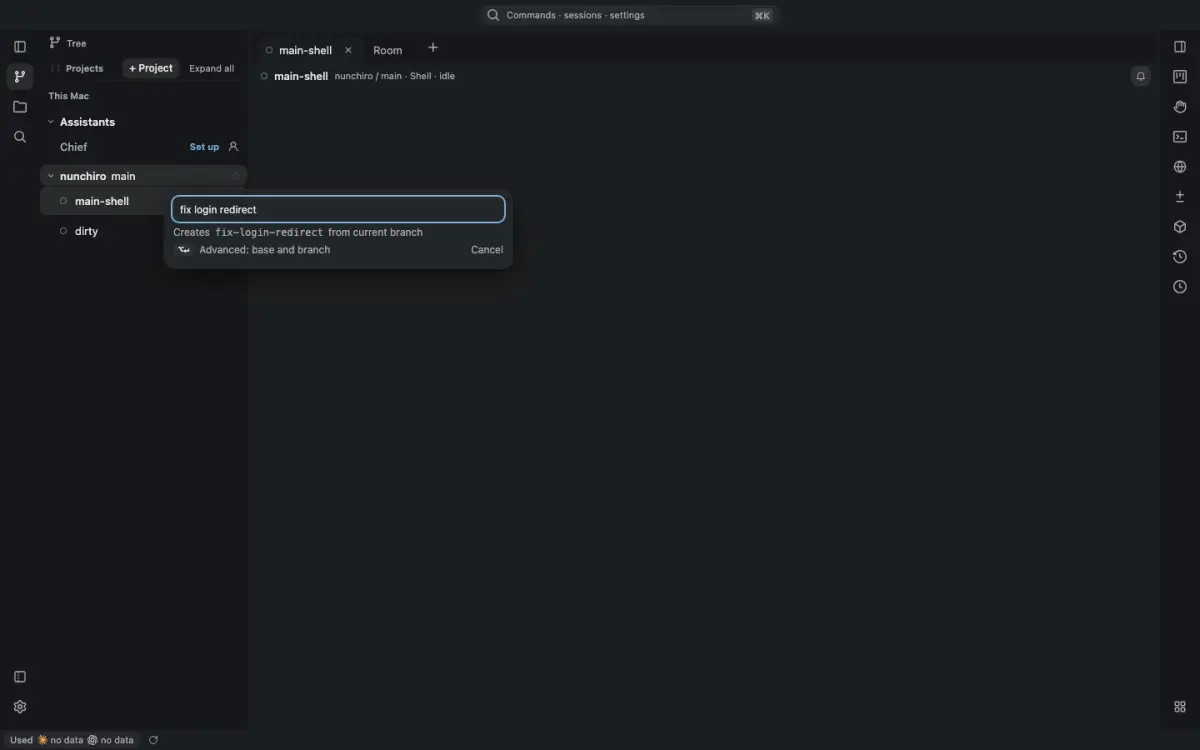 Commands · sessions · settings ⌘K
Tree
Projects + Project Expand all
This Mac
Assistants
Chief Set up
nunchiro main
main-shell
dirty
main-shell × Room +
main-shell nunchiro / main · Shell · idle
fix login redirect
Creates fix-login-redirect from current branch
⌥↵ Advanced: base and branch Cancel
Used no data no data